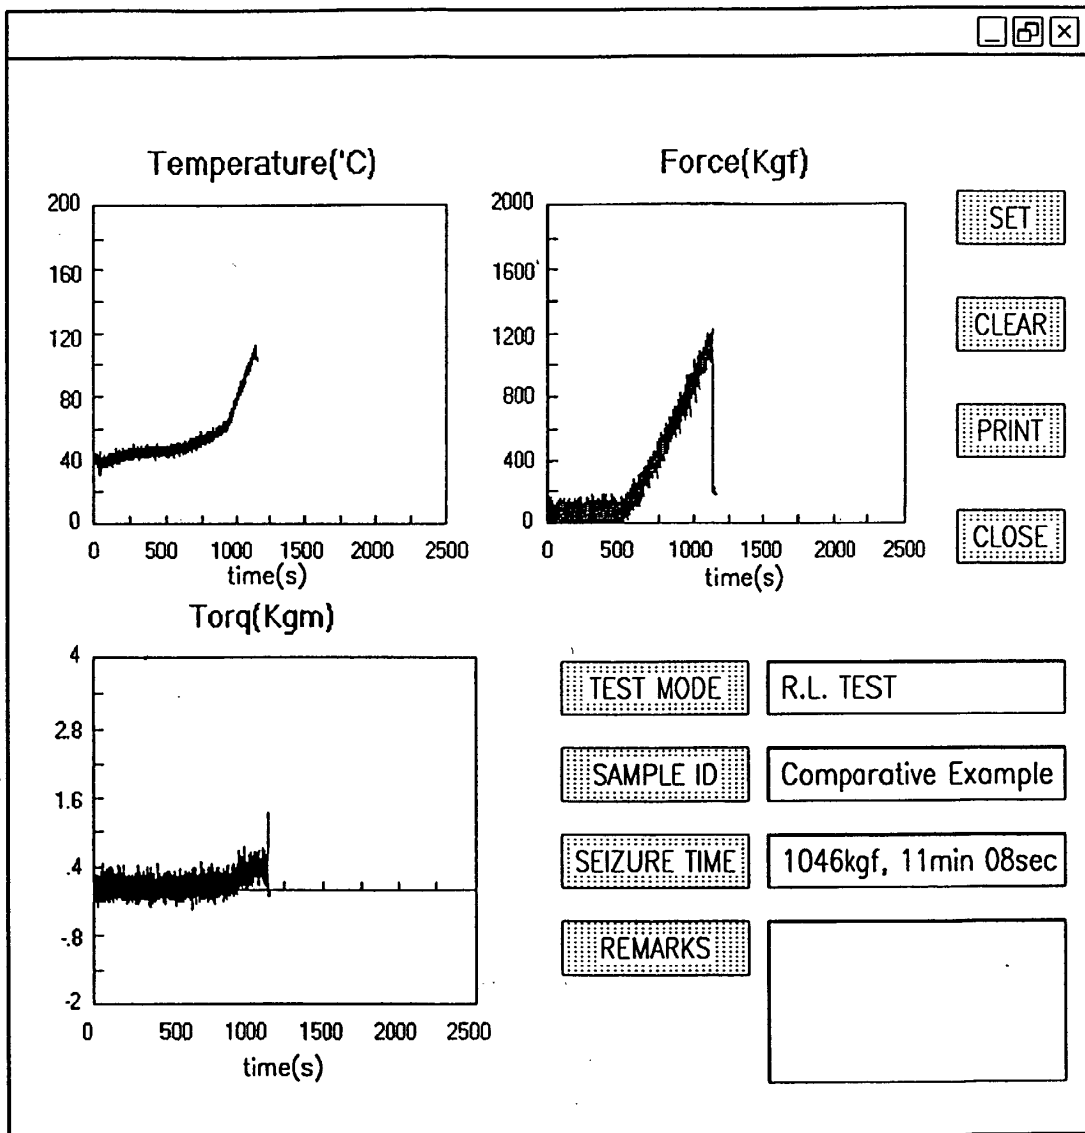 Temperature('C)
200
160
120
80
40
0
0 500 1000 1500 2000 2500
time(s)
Force(Kgf)
2000
1600
1200
800
400
0
0 500 1000 1500 2000 2500
time(s)
SET
CLEAR
PRINT
CLOSE
Torq(Kgm)
4
2.8
1.6
.4
-.8
-2
0 500 1000 1500 2000 2500
time(s)
TEST MODE R.L. TEST
SAMPLE ID Comparative Example
SEIZURE TIME 1046kgf, 11min 08sec
REMARKS